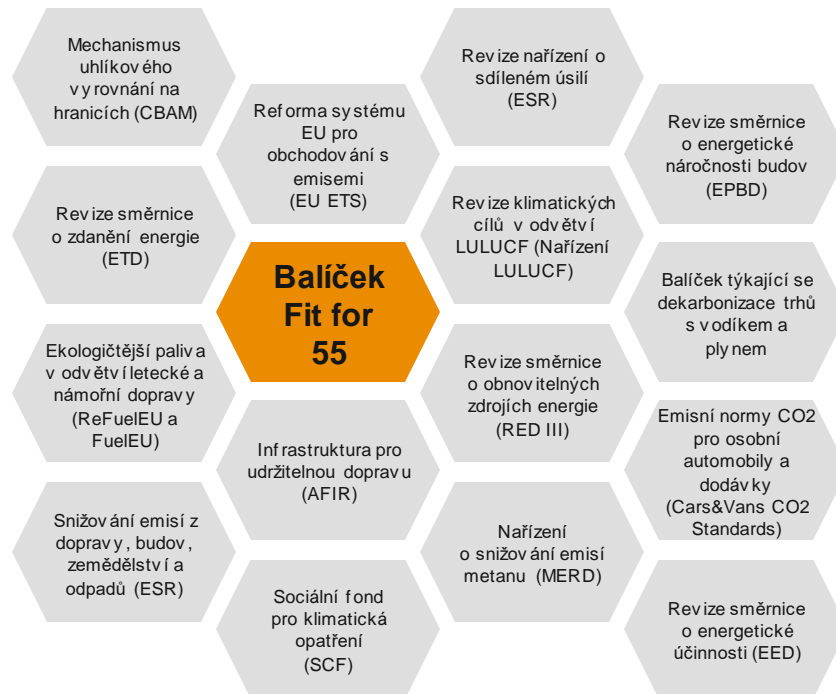 Mechanismus
uhlíkového
vyrovnání na
hranicích (CBAM)
Reforma systému
EU pro
obchodování s
emisemi
(EU ETS)
Revize nařízení o
sdíleném úsilí
(ESR)
Revize směrnice
o energetické
náročnosti budov
(EPBD)
Revize směrnice
o zdanění energie
(ETD)
Balíček
Fit for
55
Revize klimatických
cílů v odvětví
LULUCF (Nařízení
LULUCF)
Balíček týkající se
dekarbonizace trhů
s vodíkem a
plynem
Ekologičtější paliva
v odvětví letecké a
námořní dopravy
(ReFuelEU a
FuelEU)
Infrastruktura pro
udržitelnou dopravu
(AFIR)
Revize směrnice
o obnovitelných
zdrojích energie
(RED III)
Emisní normy CO2
pro osobní
automobily a
dodávky
(Cars&Vans CO2
Standards)
Snižování emisí z
dopravy, budov,
zemědělství a
odpadů (ESR)
Sociální fond
pro klimatická
opatření
(SCF)
Nařízení
o snižování emisí
metanu (MERD)
Revize směrnice
o energetické
účinnosti (EED)